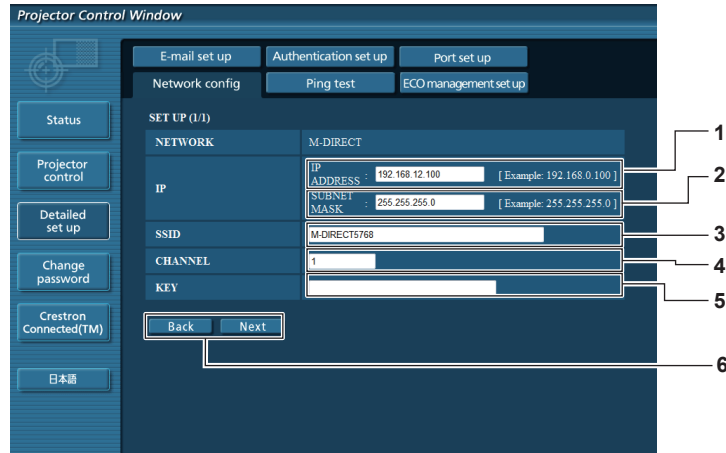 Projector Control Window
E-mail set up
Authentication set up
Port set up
Network config
Ping test
ECO management set up
Status
Projector
control
Detailed
set up
Change
password
Crestron
Connected(TM)
日本語
SET UP (1/1)
NETWORK
M-DIRECT
IP
IP
ADDRESS : 192.168.12.100 [ Example: 192.168.0.100 ]
SUBNET
MASK : 255.255.255.0 [ Example: 255.255.255.0 ]
SSID
M-DIRECT5768
CHANNEL
1
KEY
Back
Next
1
2
3
4
5
6